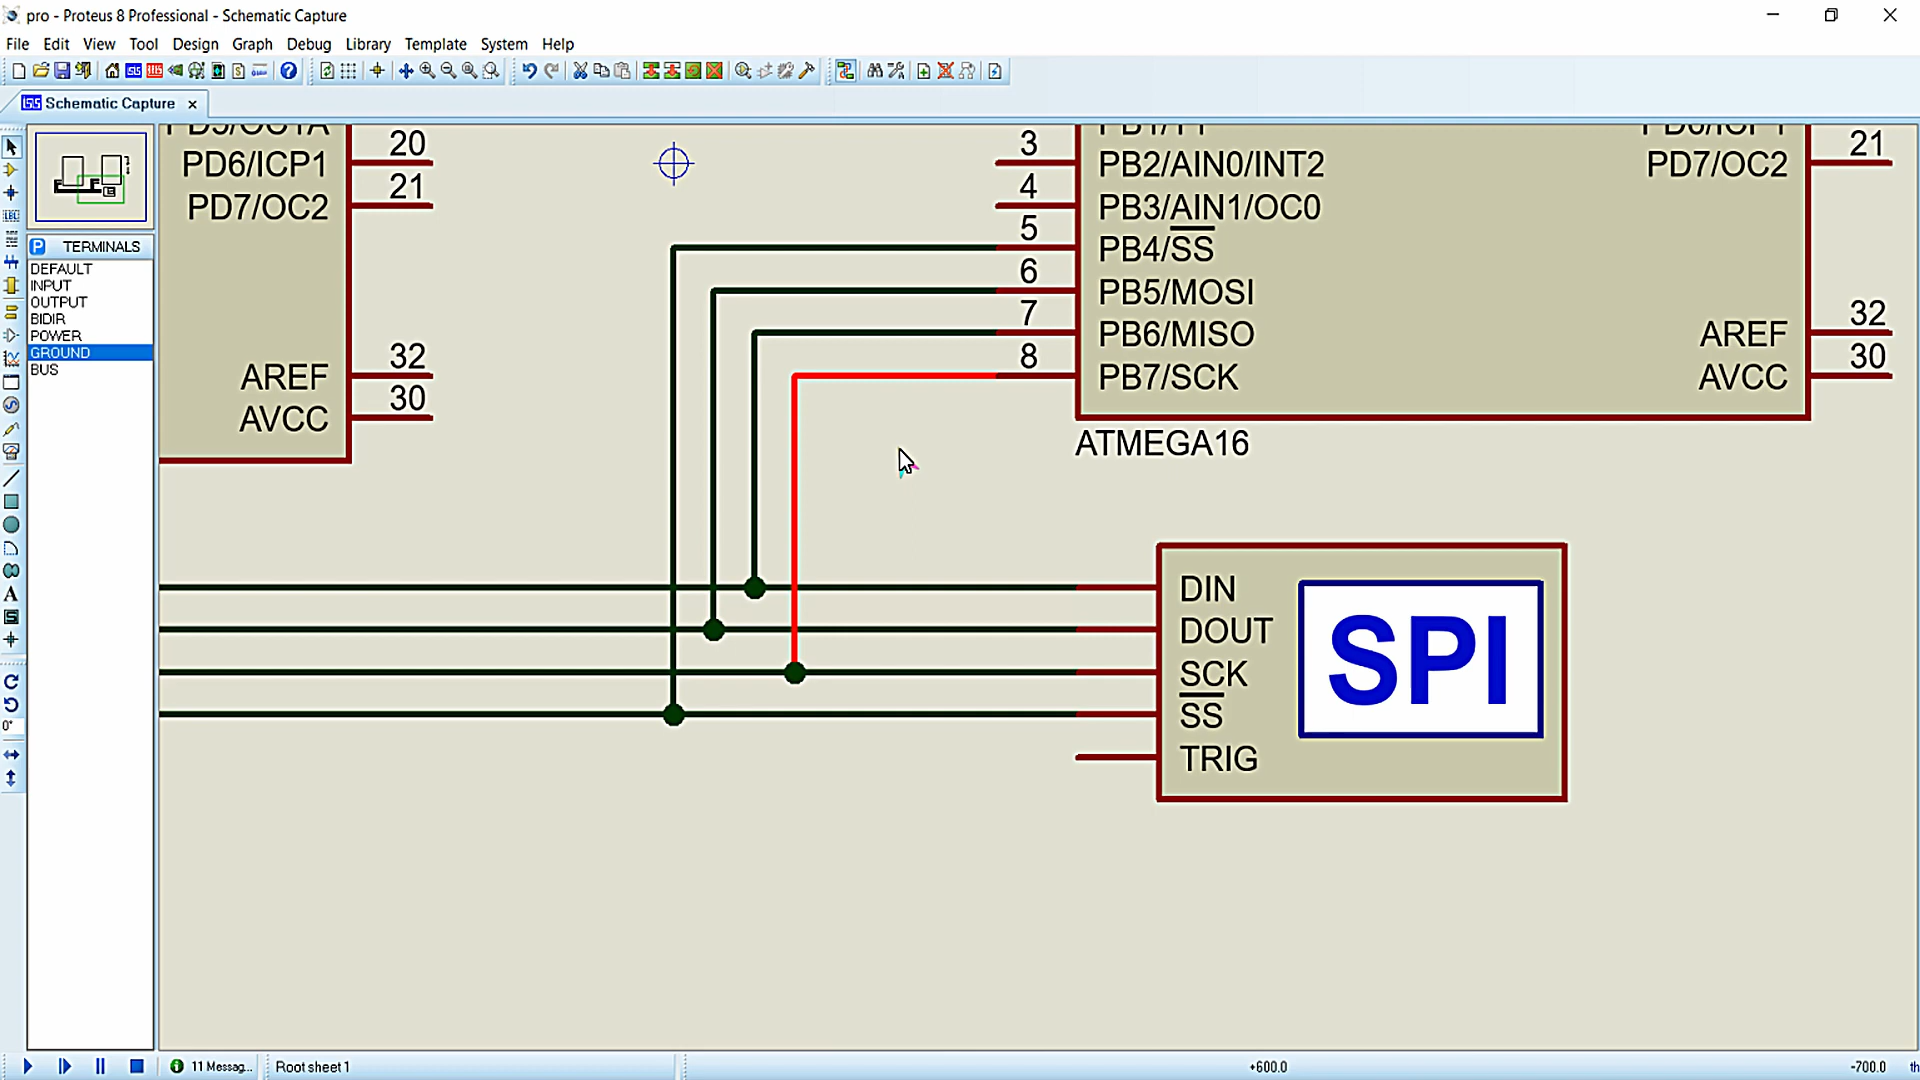 pro - Proteus 8 Professional - Schematic Capture
File Edit View Tool Design Graph Debug Library Template System Help
Schematic Capture
TERMINALS
DEFAULT
INPUT
OUTPUT
BIDIR
POWER
GROUND
BUS
20
PD6/ICP1
21
PD7/OC2
32
AREF
30
AVCC
3
PB2/AIN0/INT2
4
PB3/AIN1/OC0
5
PB4/SS
6
PB5/MOSI
7
PB6/MISO
8
PB7/SCK
21
PD7/OC2
32
AREF
30
AVCC
ATMEGA16
DIN
DOUT
SCK
SS
TRIG
SPI
0°
11 Messag...
Root sheet 1
+600.0
-700.0
th